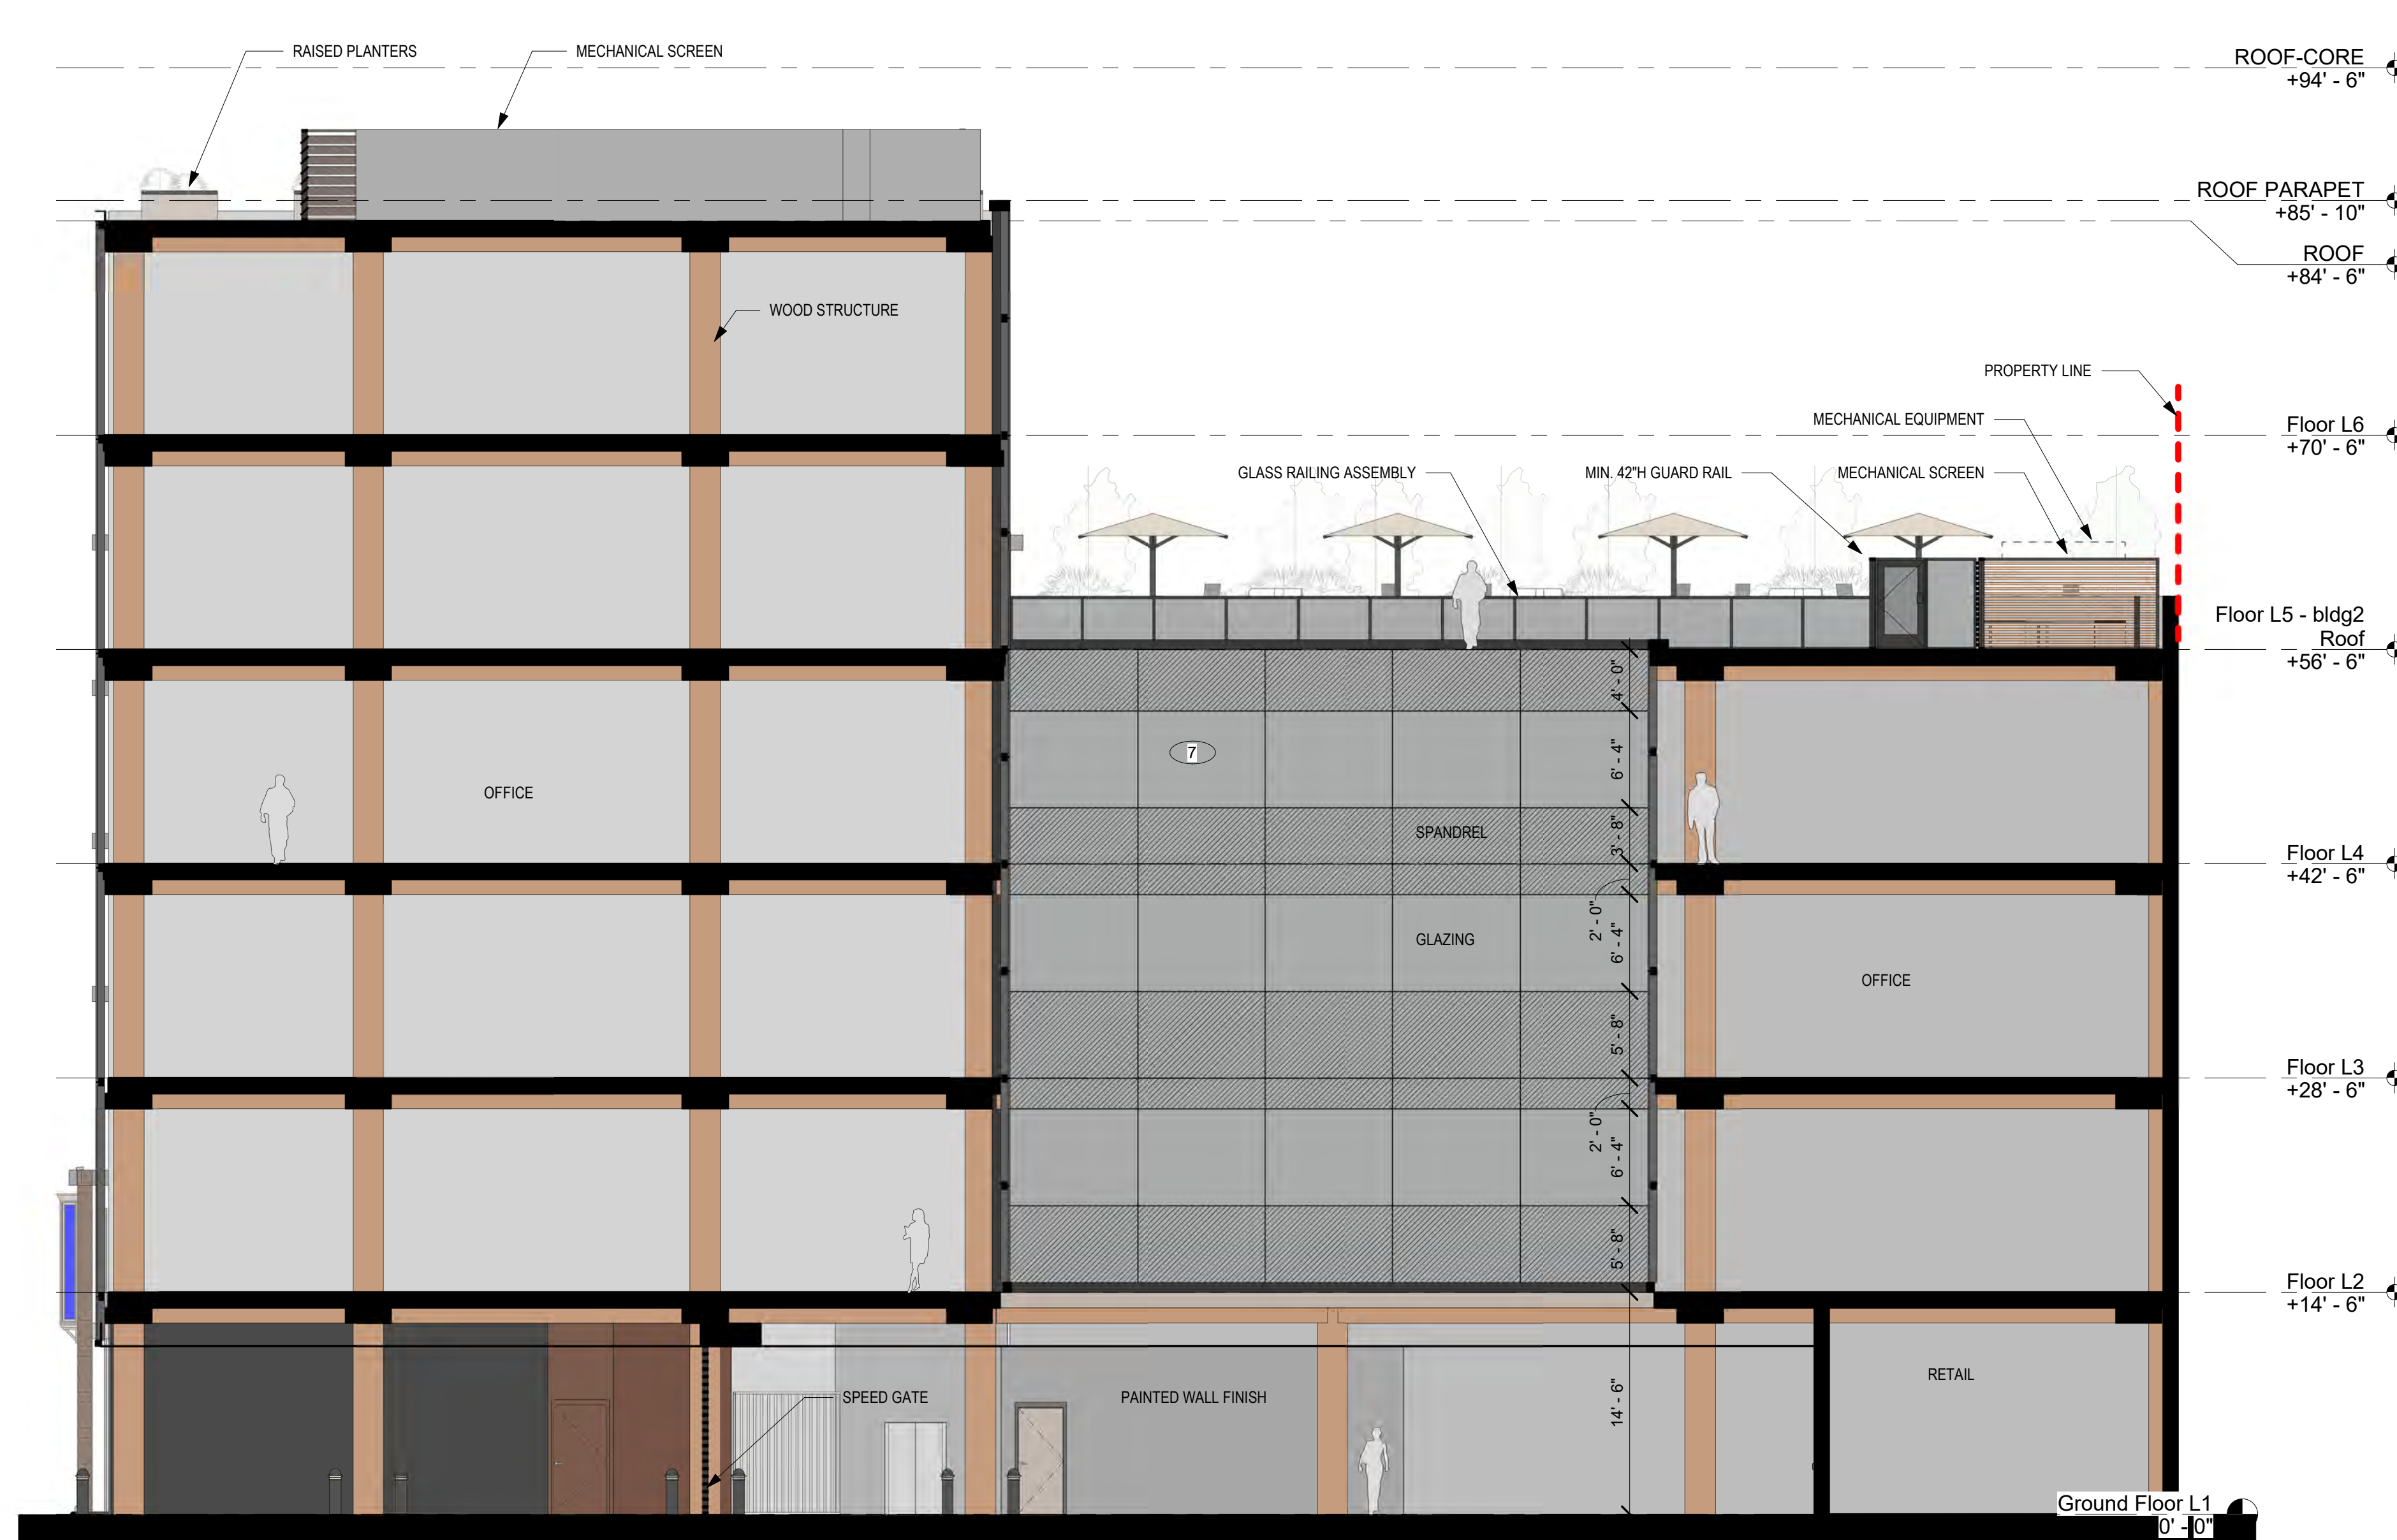 RAISED PLANTERS
MECHANICAL SCREEN
ROOF-CORE
+94' - 6"
ROOF PARAPET
+85' - 10"
ROOF
+84' - 6"
WOOD STRUCTURE
PROPERTY LINE
MECHANICAL EQUIPMENT
Floor L6
+70' - 6"
GLASS RAILING ASSEMBLY
MIN. 42"H GUARD RAIL
MECHANICAL SCREEN
Floor L5 - bldg2
Roof
+56' - 6"
4' - 0"
7
6' - 4"
OFFICE
SPANDREL
3' - 8"
Floor L4
+42' - 6"
2' - 0"
6' - 4"
GLAZING
OFFICE
5' - 8"
Floor L3
+28' - 6"
2' - 0"
6' - 4"
5' - 8"
Floor L2
+14' - 6"
RETAIL
SPEED GATE
PAINTED WALL FINISH
14' - 6"
Ground Floor L1
0' - 0"